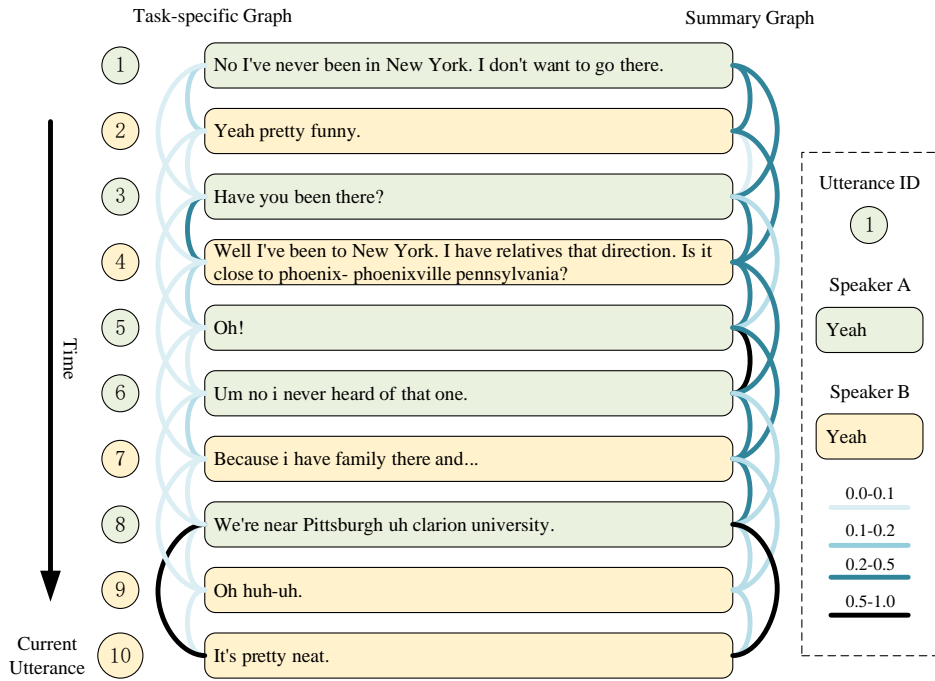 Task-specific Graph
Summary Graph
1
No I've never been in New York. I don't want to go there.
2
Yeah pretty funny.
3
Have you been there?
4
Well I've been to New York. I have relatives that direction. Is it
close to phoenix- phoenixville pennsylvania?
5
Oh!
6
Um no i never heard of that one.
7
Because i have family there and...
8
We're near Pittsburgh uh clarion university.
9
Oh huh-uh.
Current
Utterance
10
It's pretty neat.
Time
Utterance ID
1
Speaker A
Yeah
Speaker B
Yeah
0.0-0.1
0.1-0.2
0.2-0.5
0.5-1.0